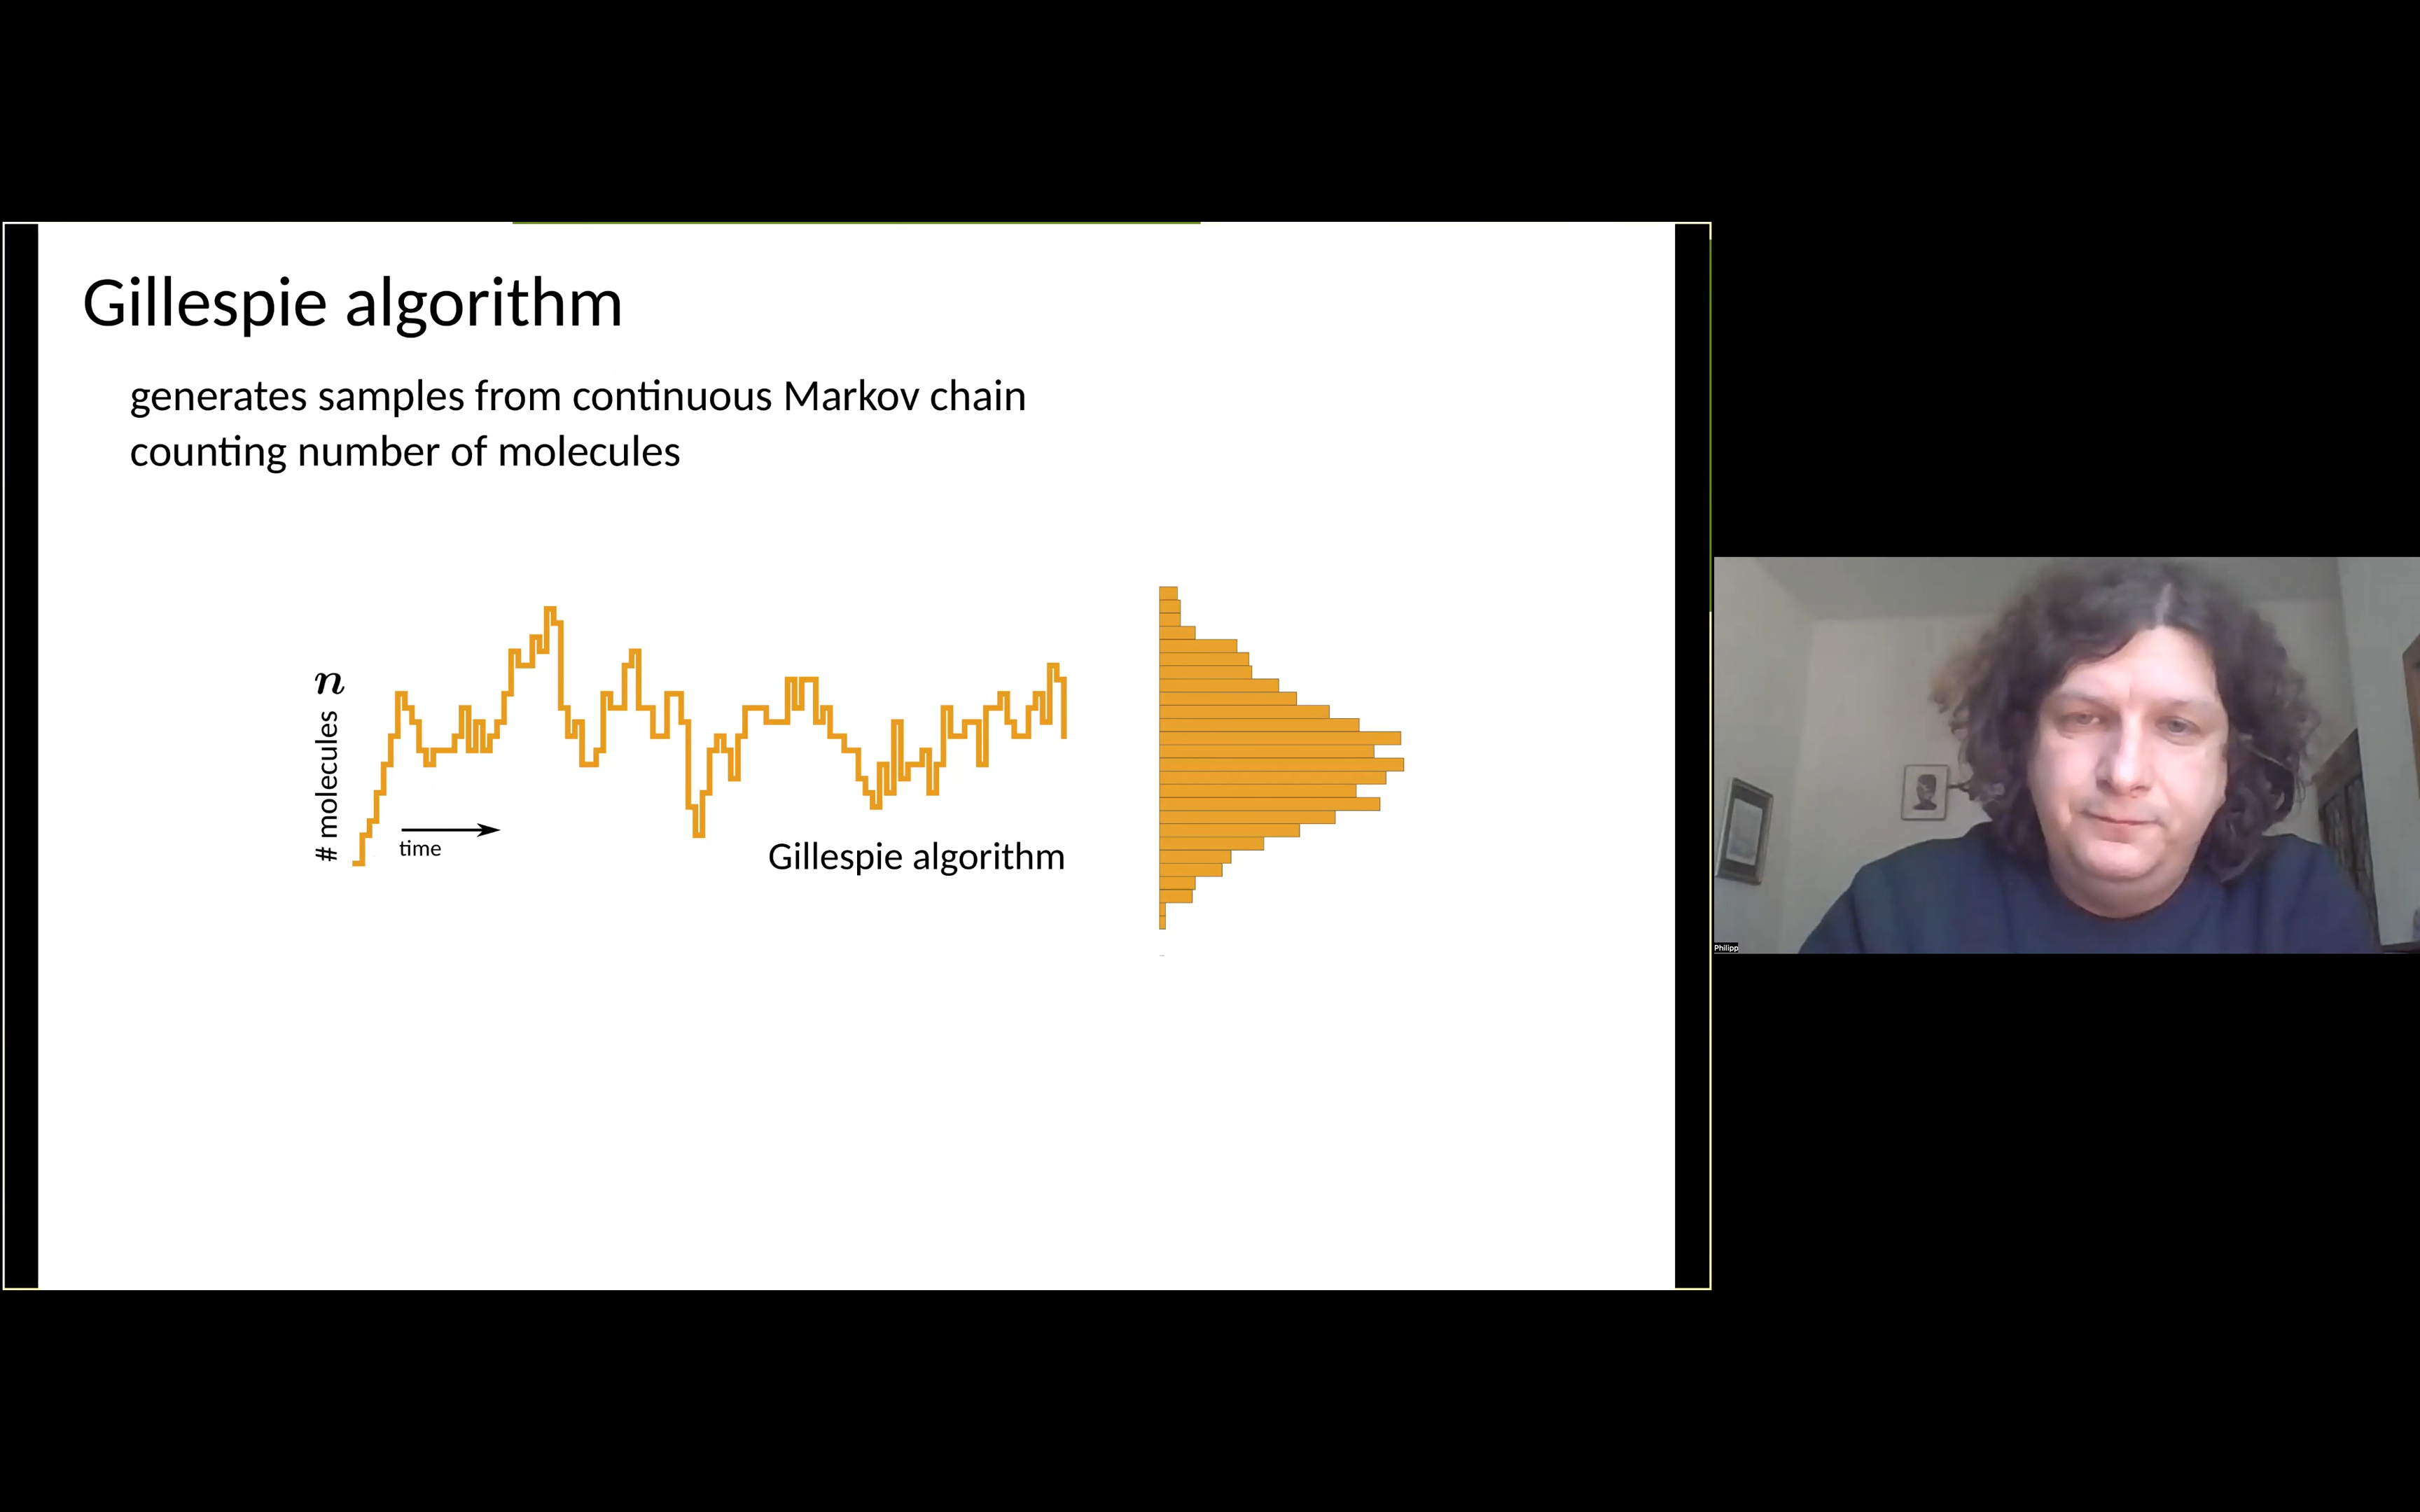 Gillespie algorithm
generates samples from continuous Markov chain
counting number of molecules
# molecules n
time
Gillespie algorithm
Philipp